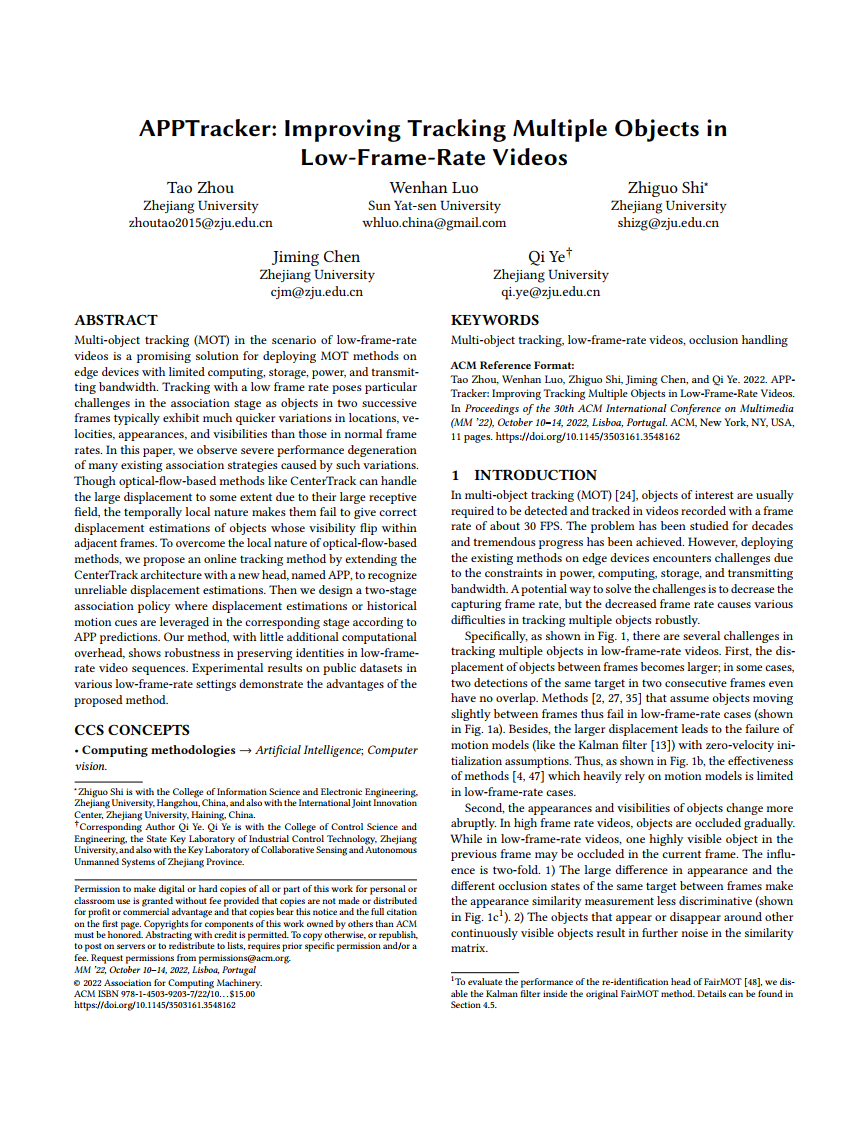 APPTracker: Improving Tracking Multiple Objects in
Low-Frame-Rate Videos
Tao Zhou
Zhejiang University
zhoutao2015@zju.edu.cn
Wenhan Luo
Sun Yat-sen University
whluo.china@gmail.com
Zhiguo Shi*
Zhejiang University
shizg@zju.edu.cn
Jiming Chen
Zhejiang University
cjm@zju.edu.cn
Qi Ye†
Zhejiang University
qi.ye@zju.edu.cn
ABSTRACT
Multi-object tracking (MOT) in the scenario of low-frame-rate
videos is a promising solution for deploying MOT methods on
edge devices with limited computing, storage, power, and transmit-
ting bandwidth. Tracking with a low frame rate poses particular
challenges in the association stage as objects in two successive
frames typically exhibit much quicker variations in locations, ve-
locities, appearances, and visibilities than those in normal frame
rates. In this paper, we observe severe performance degeneration
of many existing association strategies caused by such variations.
Though optical-flow-based methods like CenterTrack can handle
the large displacement to some extent due to their large receptive
field, the temporally local nature makes them fail to give correct
displacement estimations of objects whose visibility flip within
adjacent frames. To overcome the local nature of optical-flow-based
methods, we propose an online tracking method by extending the
CenterTrack architecture with a new head, named APP, to recognize
unreliable displacement estimations. Then we design a two-stage
association policy where displacement estimations or historical
motion cues are leveraged in the corresponding stage according to
APP predictions. Our method, with little additional computational
overhead, shows robustness in preserving identities in low-frame-
rate video sequences. Experimental results on public datasets in
various low-frame-rate settings demonstrate the advantages of the
proposed method.
CCS CONCEPTS
• Computing methodologies → Artificial Intelligence; Computer
vision.
*Zhiguo Shi is with the College of Information Science and Electronic Engineering,
Zhejiang University, Hangzhou, China, and also with the International Joint Innovation
Center, Zhejiang University, Haining, China.
†Corresponding Author Qi Ye. Qi Ye is with the College of Control Science and
Engineering, the State Key Laboratory of Industrial Control Technology, Zhejiang
University, and also with the Key Laboratory of Collaborative Sensing and Autonomous
Unmanned Systems of Zhejiang Province.
Permission to make digital or hard copies of all or part of this work for personal or
classroom use is granted without fee provided that copies are not made or distributed
for profit or commercial advantage and that copies bear this notice and the full citation
on the first page. Copyrights for components of this work owned by others than ACM
must be honored. Abstracting with credit is permitted. To copy otherwise, or republish,
to post on servers or to redistribute to lists, requires prior specific permission and/or a
fee. Request permissions from permissions@acm.org.
MM '22, October 10–14, 2022, Lisboa, Portugal
© 2022 Association for Computing Machinery.
ACM ISBN 978-1-4503-9203-7/22/10...$15.00
https://doi.org/10.1145/3503161.3548162
KEYWORDS
Multi-object tracking, low-frame-rate videos, occlusion handling
ACM Reference Format:
Tao Zhou, Wenhan Luo, Zhiguo Shi, Jiming Chen, and Qi Ye. 2022. APP-
Tracker: Improving Tracking Multiple Objects in Low-Frame-Rate Videos.
In Proceedings of the 30th ACM International Conference on Multimedia
(MM '22), October 10–14, 2022, Lisboa, Portugal. ACM, New York, NY, USA,
11 pages. https://doi.org/10.1145/3503161.3548162
1 INTRODUCTION
In multi-object tracking (MOT) [24], objects of interest are usually
required to be detected and tracked in videos recorded with a frame
rate of about 30 FPS. The problem has been studied for decades
and tremendous progress has been achieved. However, deploying
the existing methods on edge devices encounters challenges due
to the constraints in power, computing, storage, and transmitting
bandwidth. A potential way to solve the challenges is to decrease the
capturing frame rate, but the decreased frame rate causes various
difficulties in tracking multiple objects robustly.
Specifically, as shown in Fig. 1, there are several challenges in
tracking multiple objects in low-frame-rate videos. First, the dis-
placement of objects between frames becomes larger; in some cases,
two detections of the same target in two consecutive frames even
have no overlap. Methods [2, 27, 35] that assume objects moving
slightly between frames thus fail in low-frame-rate cases (shown
in Fig. 1a). Besides, the larger displacement leads to the failure of
motion models (like the Kalman filter [13]) with zero-velocity ini-
tialization assumptions. Thus, as shown in Fig. 1b, the effectiveness
of methods [4, 47] which heavily rely on motion models is limited
in low-frame-rate cases.
Second, the appearances and visibilities of objects change more
abruptly. In high frame rate videos, objects are occluded gradually.
While in low-frame-rate videos, one highly visible object in the
previous frame may be occluded in the current frame. The influ-
ence is two-fold. 1) The large difference in appearance and the
different occlusion states of the same target between frames make
the appearance similarity measurement less discriminative (shown
in Fig. 1c1). 2) The objects that appear or disappear around other
continuously visible objects result in further noise in the similarity
matrix.
1To evaluate the performance of the re-identification head of FairMOT [48], we dis-
able the Kalman filter inside the original FairMOT method. Details can be found in
Section 4.5.